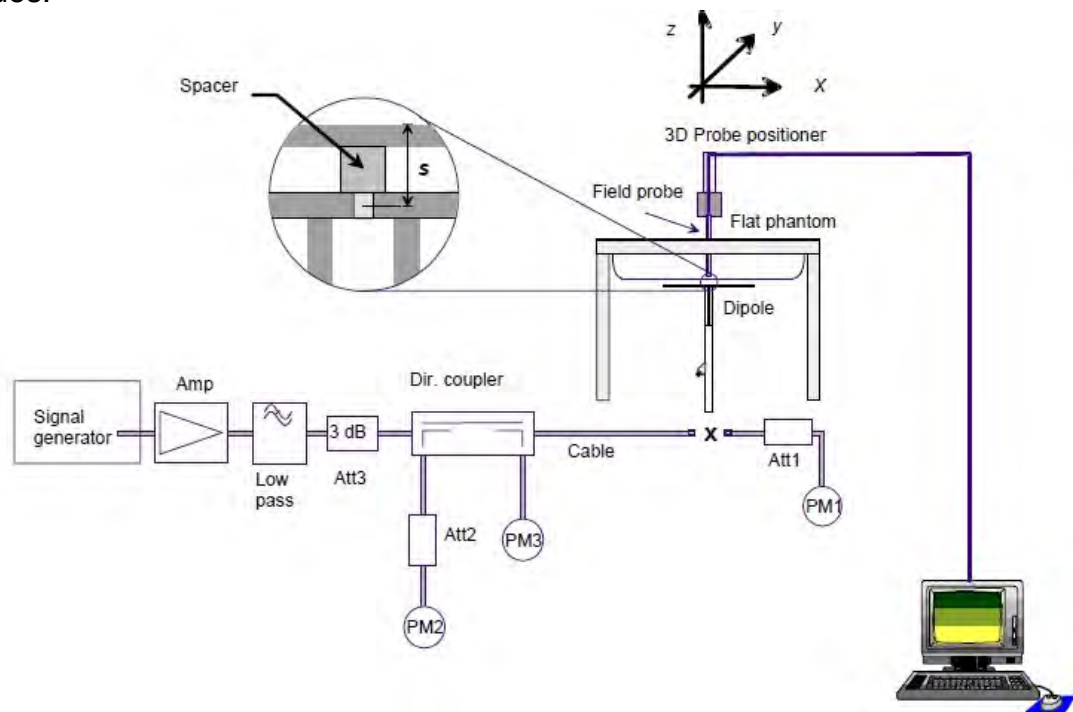 z
y
X
Spacer
s
3D Probe positioner
Field probe
Flat phantom
Dipole
Signal
generator
Amp
Low
pass
3 dB
Att3
Dir. coupler
Cable
x
Att1
PM1
Att2
PM3
PM2